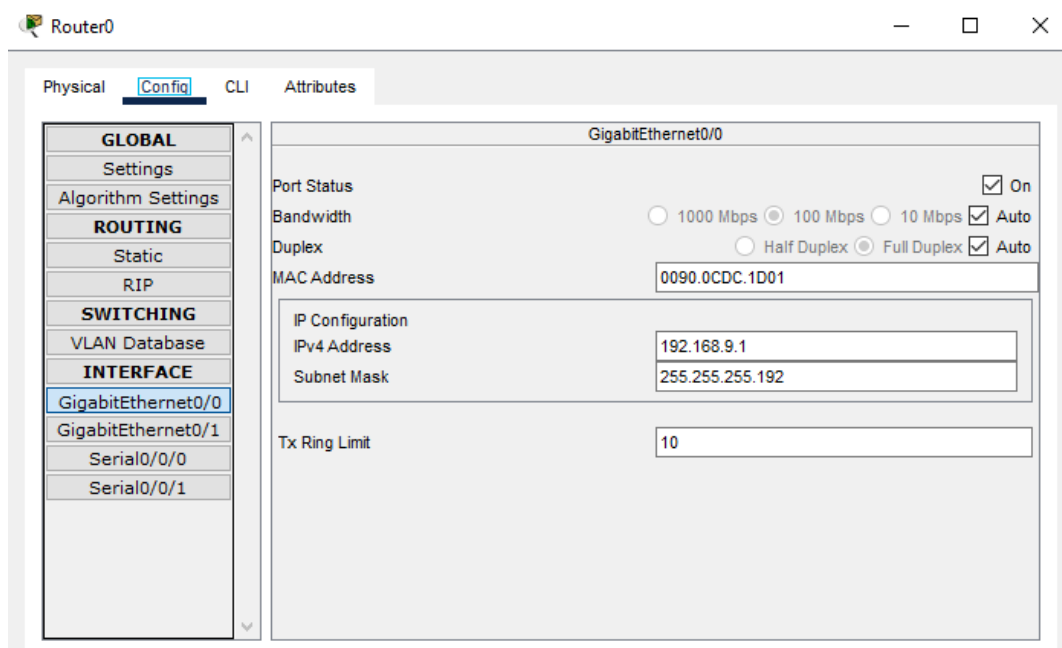 Router0
Physical Config CLI Attributes
GLOBAL
Settings
Algorithm Settings
ROUTING
Static
RIP
SWITCHING
VLAN Database
INTERFACE
GigabitEthernet0/0
GigabitEthernet0/1
Serial0/0/0
Serial0/0/1
GigabitEthernet0/0
Port Status On
Bandwidth 1000 Mbps 100 Mbps 10 Mbps Auto
Duplex Half Duplex Full Duplex Auto
MAC Address 0090.0CDC.1D01
IP Configuration
IPv4 Address 192.168.9.1
Subnet Mask 255.255.255.192
Tx Ring Limit 10